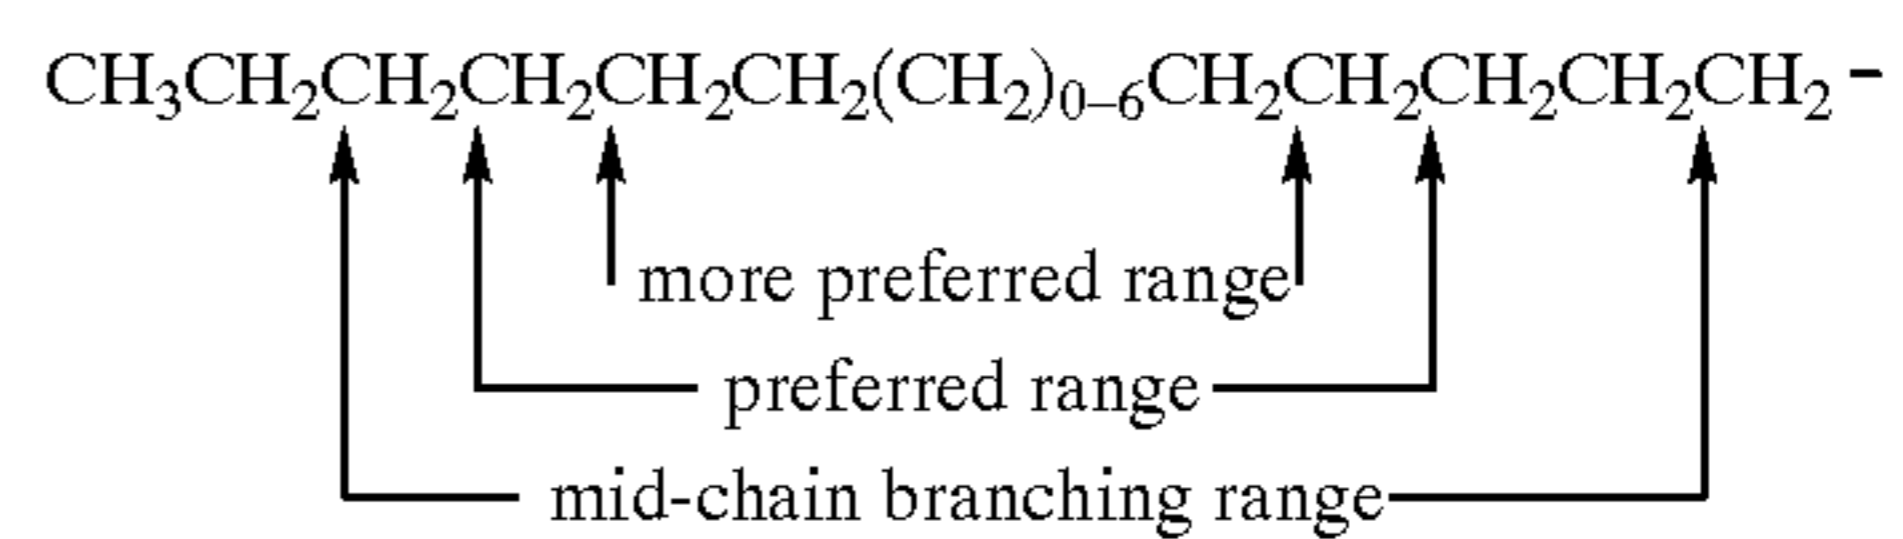 CH₃CH₂CH₂CH₂CH₂CH₂(CH₂)₀₋₆CH₂CH₂CH₂CH₂CH₂-
more preferred range
preferred range
mid-chain branching range